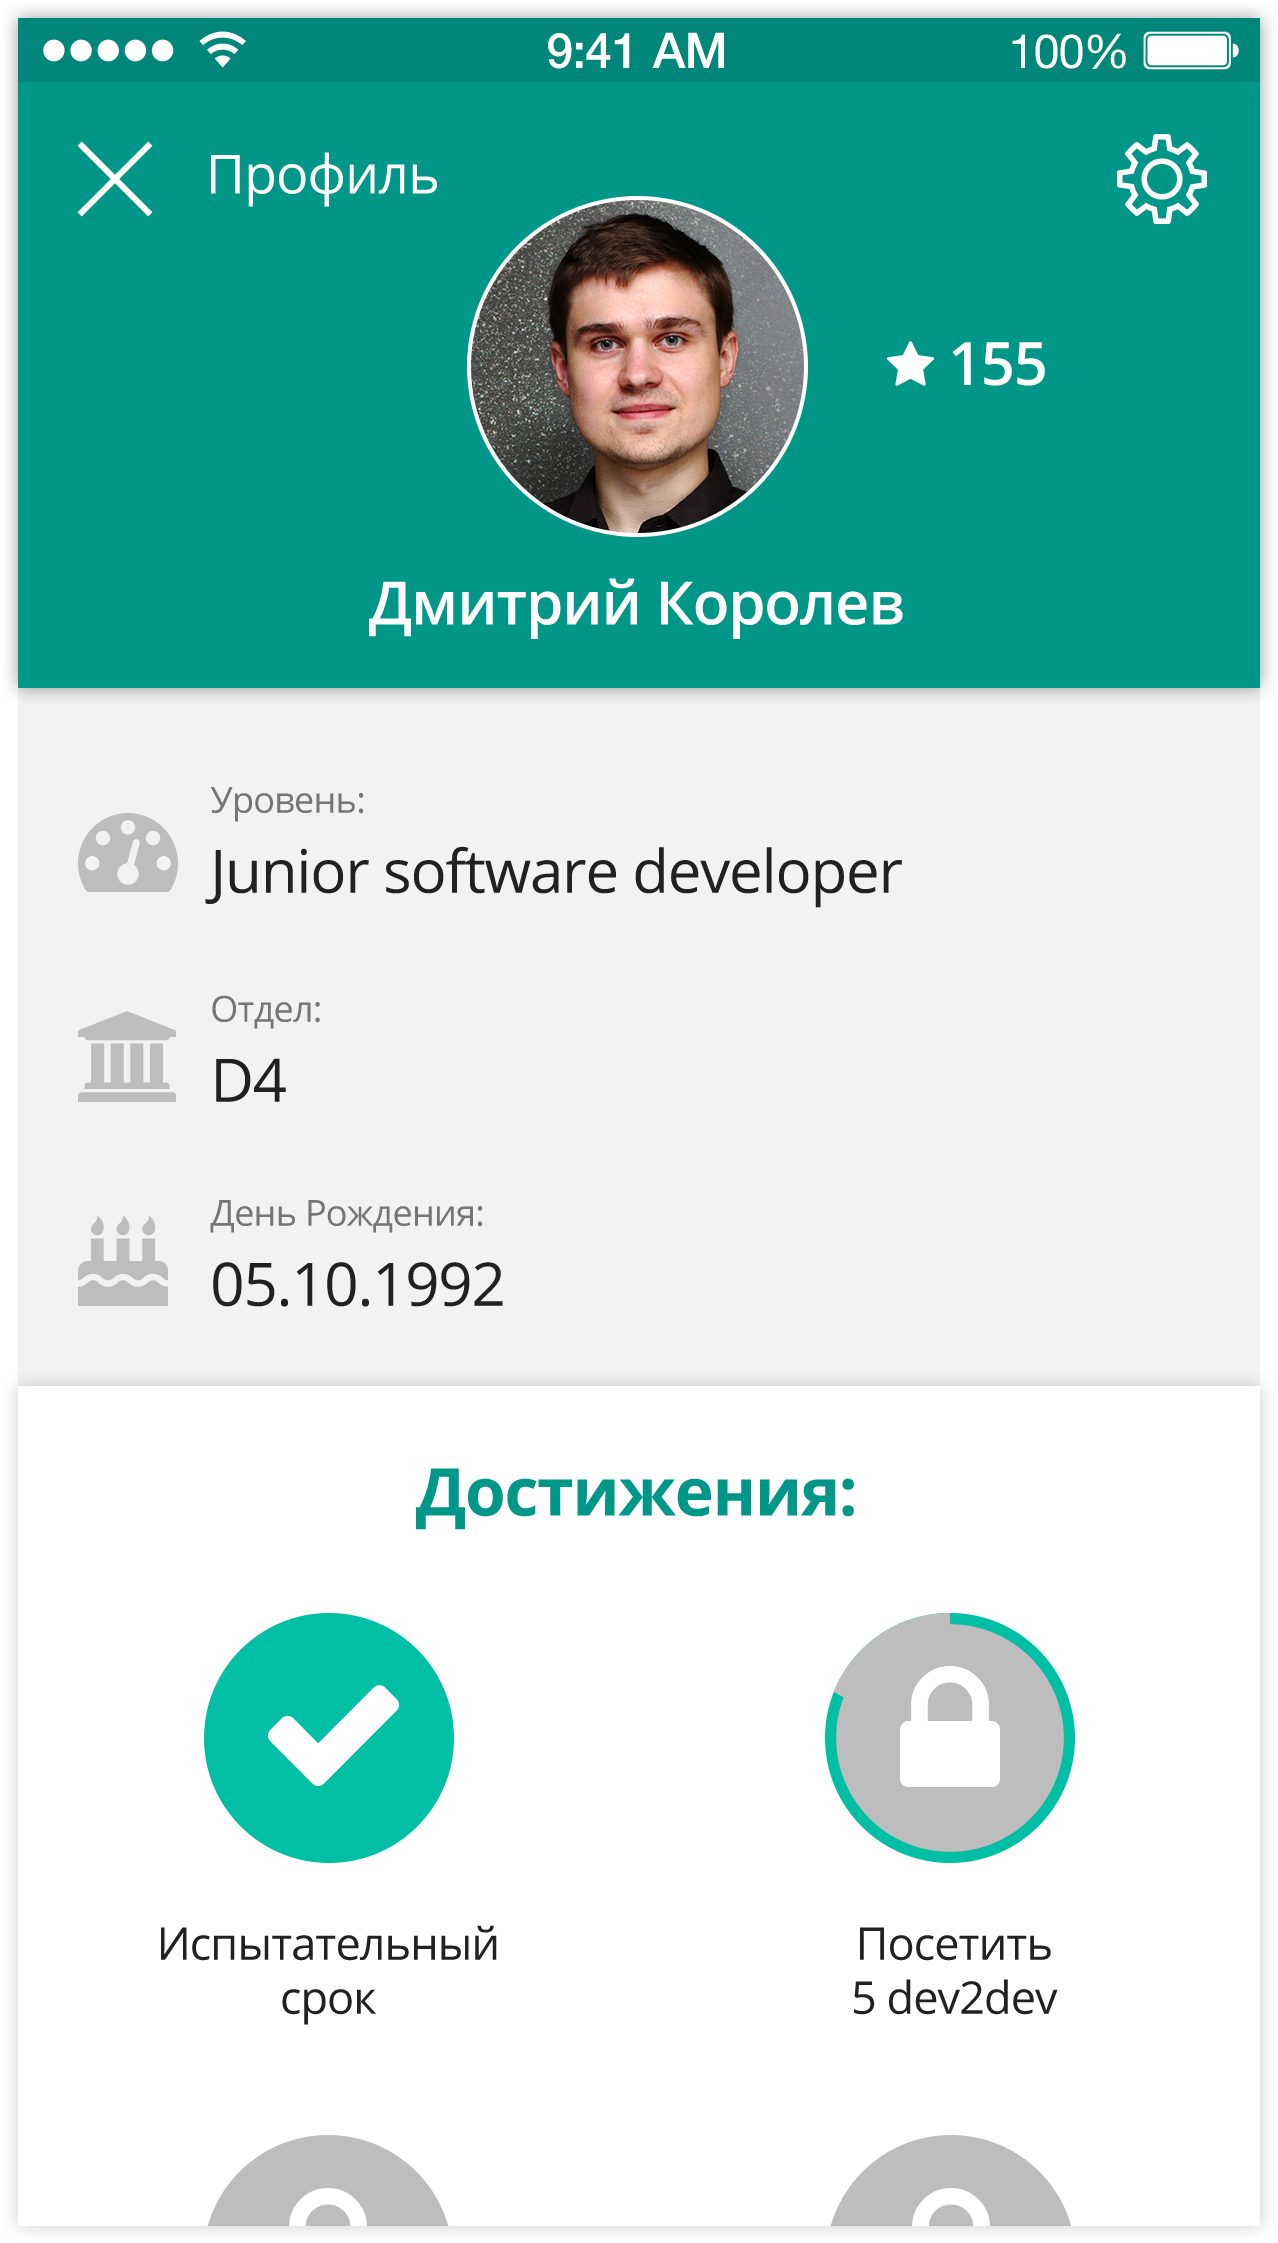 9:41 AM
100%
Профиль
155
Дмитрий Королев
Уровень:
Junior software developer
Отдел:
D4
День Рождения:
05.10.1992
Достижения:
Испытательный
срок
Посетить
5 dev2dev